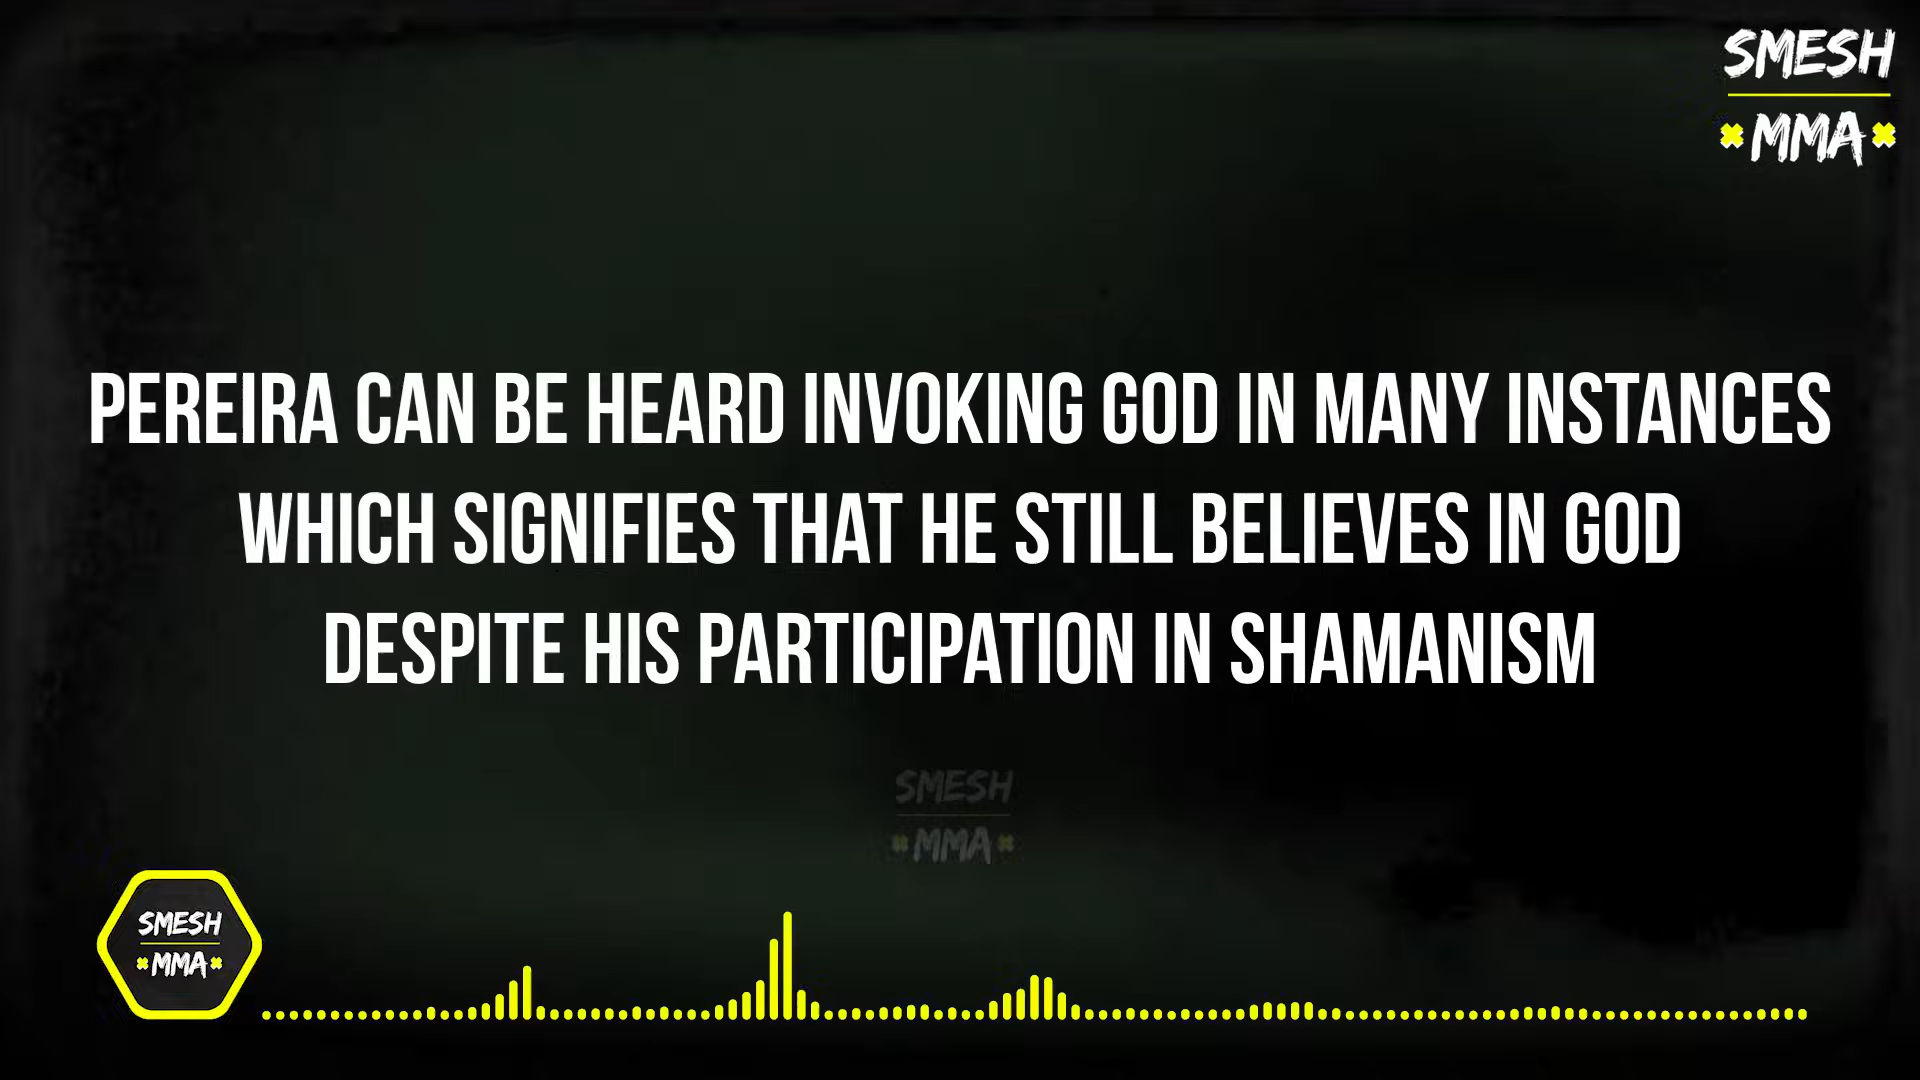 SMESH
MMA
PEREIRA CAN BE HEARD INVOKING GOD IN MANY INSTANCES
WHICH SIGNIFIES THAT HE STILL BELIEVES IN GOD
DESPITE HIS PARTICIPATION IN SHAMANISM
SMESH
MMA
SMESH
MMA